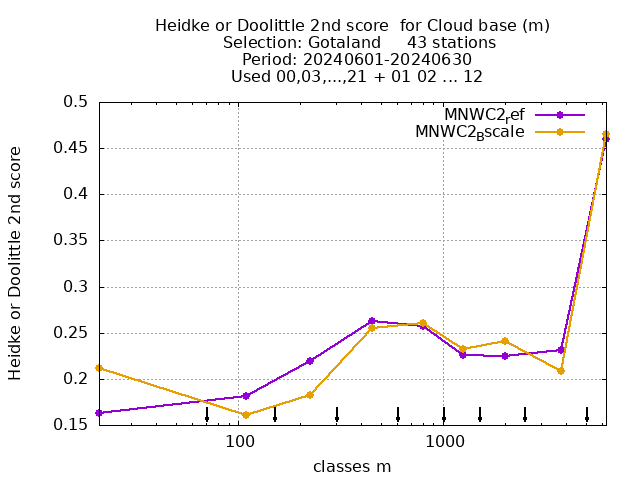 Heidke or Doolittle 2nd score  for Cloud base (m)
Selection: Gotaland     43 stations
Period: 20240601-20240630
Used 00,03,...,21 + 01 02 ... 12
MNWC2_ref
MNWC2_Bscale
0.5
0.45
0.4
0.35
0.3
0.25
0.2
0.15
Heidke or Doolittle 2nd score
100
1000
classes m